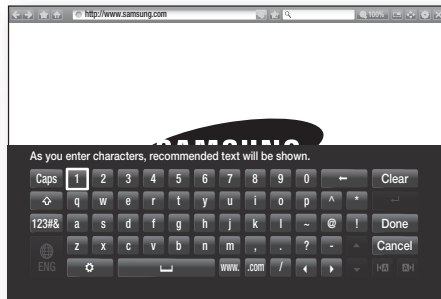 http://www.samsung.com 100%
SAMSUNG
As you enter characters, recommended text will be shown.
Caps 1 2 3 4 5 6 7 8 9 0 Clear
q w e r t y u i o p ^ *
123#& a s d f g h j k l ~ @ ! Done
z x c v b n m , . ? - Cancel
ENG www. .com /